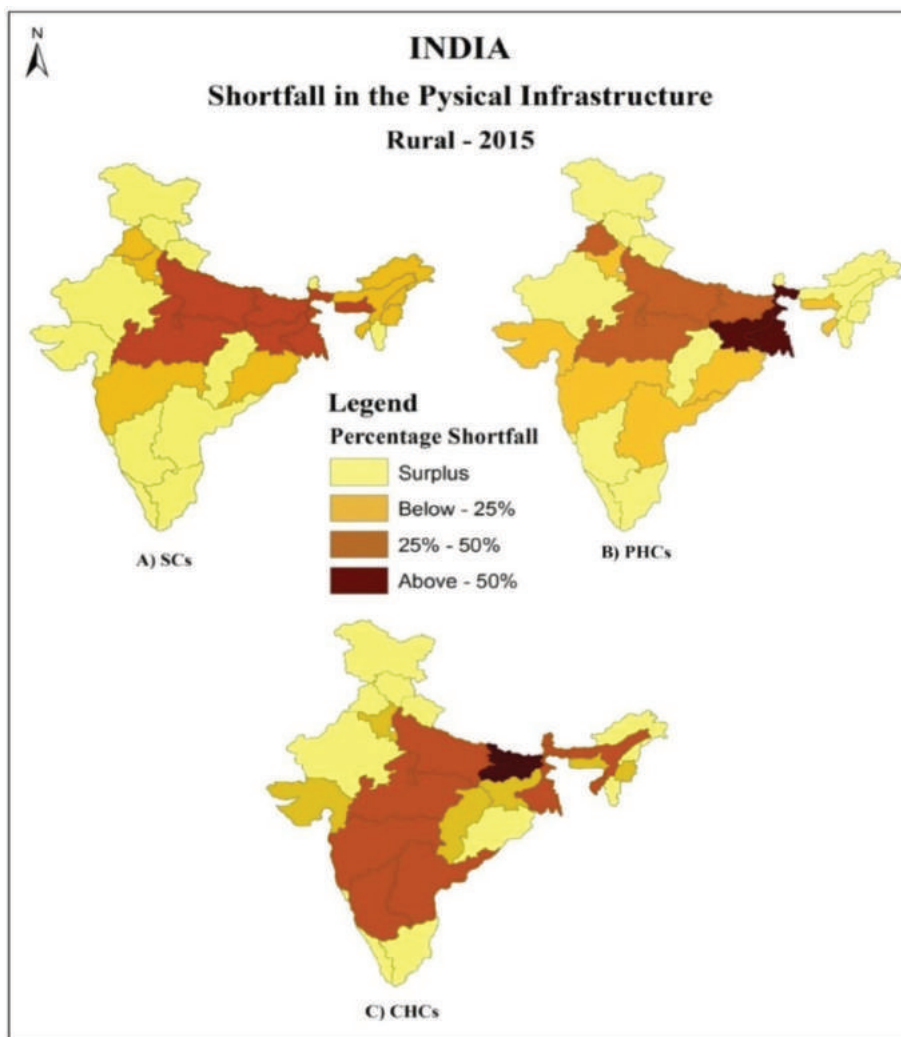 N
INDIA
Shortfall in the Pysical Infrastructure
Rural - 2015
Legend
Percentage Shortfall
Surplus
Below - 25%
25% - 50%
Above - 50%
A) SCs
B) PHCs
C) CHCs